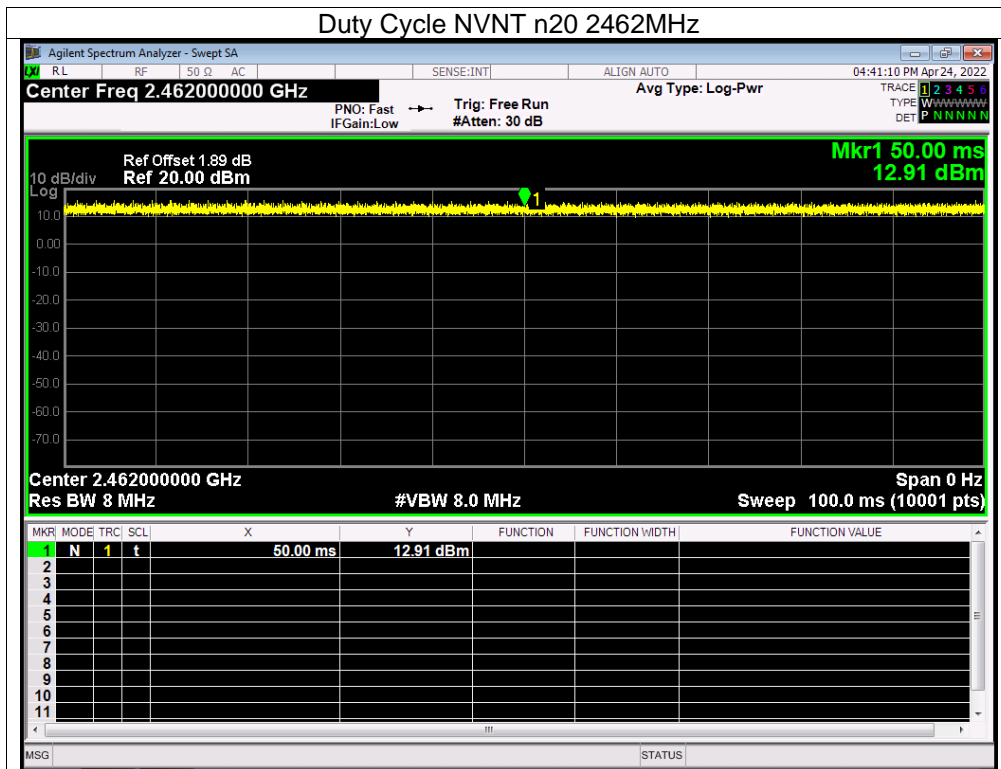 Duty Cycle NVNT n20 2462MHz
Agilent Spectrum Analyzer - Swept SA
LXI RL RF 50 Ω AC SENSE:INT ALIGN AUTO 04:41:10 PM Apr 24, 2022
Center Freq 2.462000000 GHz Avg Type: Log-Pwr TRACE 1 2 3 4 5 6
PNO: Fast Trig: Free Run TYPE WWWWWW
IFGain:Low #Atten: 30 dB DET P N N N N N
Ref Offset 1.89 dB Mkr1 50.00 ms
10 dB/div Ref 20.00 dBm 12.91 dBm
Log
1
10.0
0.00
-10.0
-20.0
-30.0
-40.0
-50.0
-60.0
-70.0
Center 2.462000000 GHz Span 0 Hz
Res BW 8 MHz #VBW 8.0 MHz Sweep 100.0 ms (10001 pts)
MKR MODE TRC SCL X Y FUNCTION FUNCTION WIDTH FUNCTION VALUE
1 N 1 t 50.00 ms 12.91 dBm
2
3
4
5
6
7
8
9
10
11
MSG STATUS